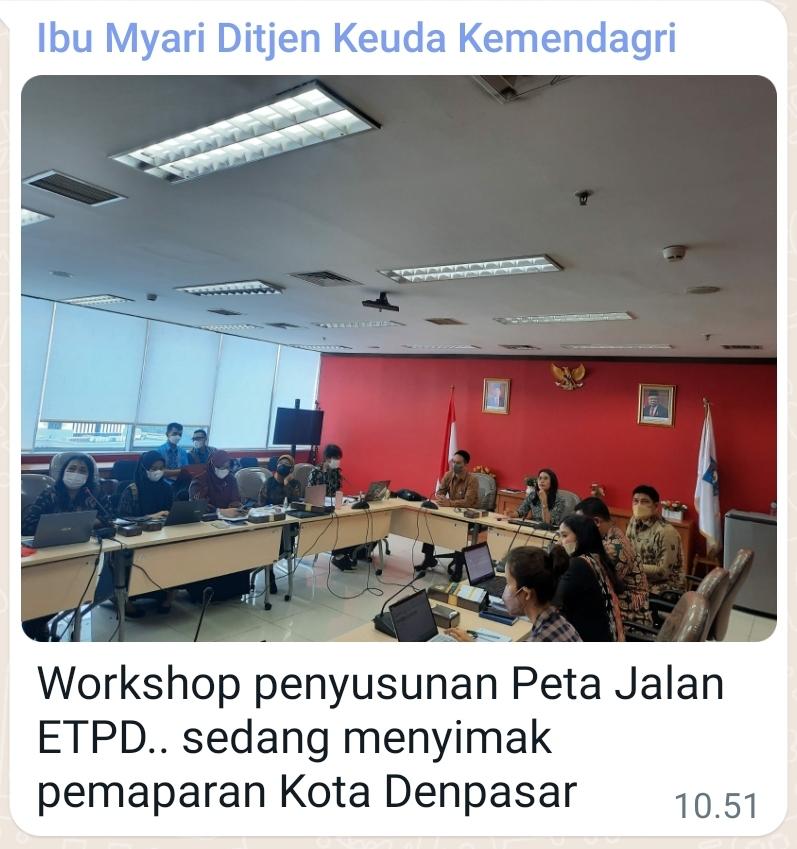 Ibu Myari Ditjen Keuda Kemendagri
Workshop penyusunan Peta Jalan
ETPD.. sedang menyimak
pemaparan Kota Denpasar
10.51